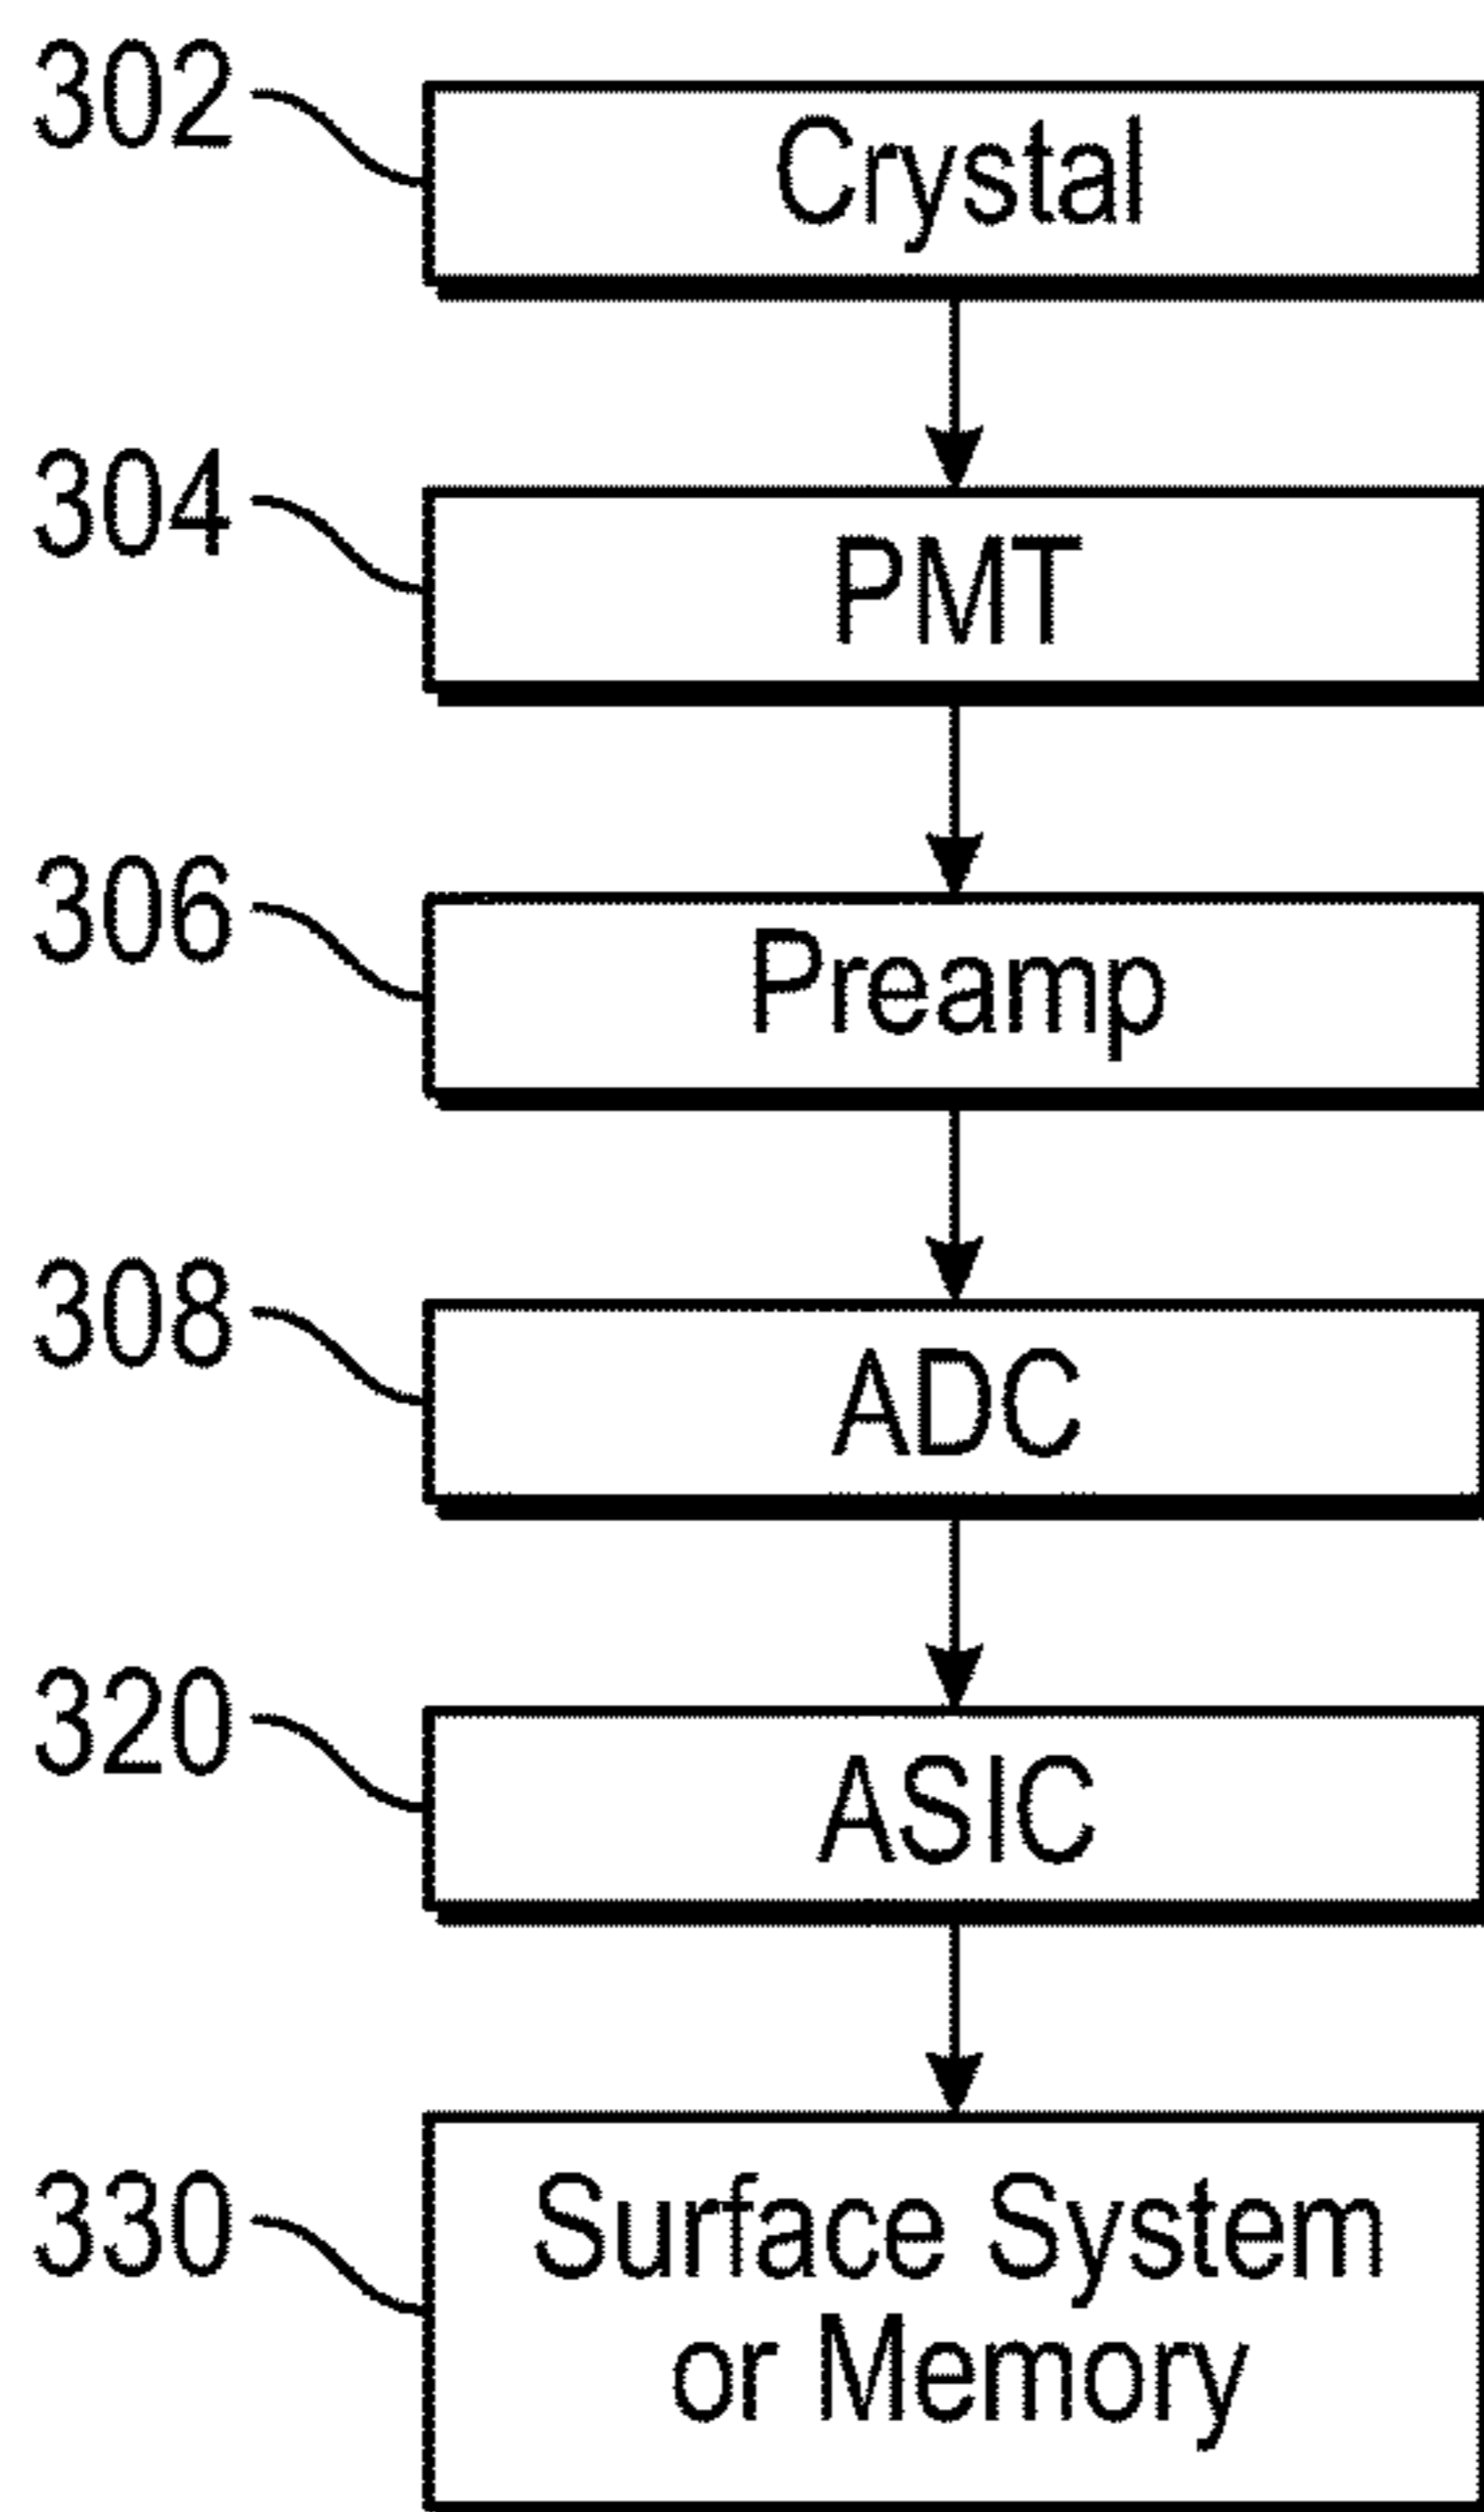 302
Crystal
304
PMT
306
Preamp
308
ADC
320
ASIC
330
Surface System
or Memory